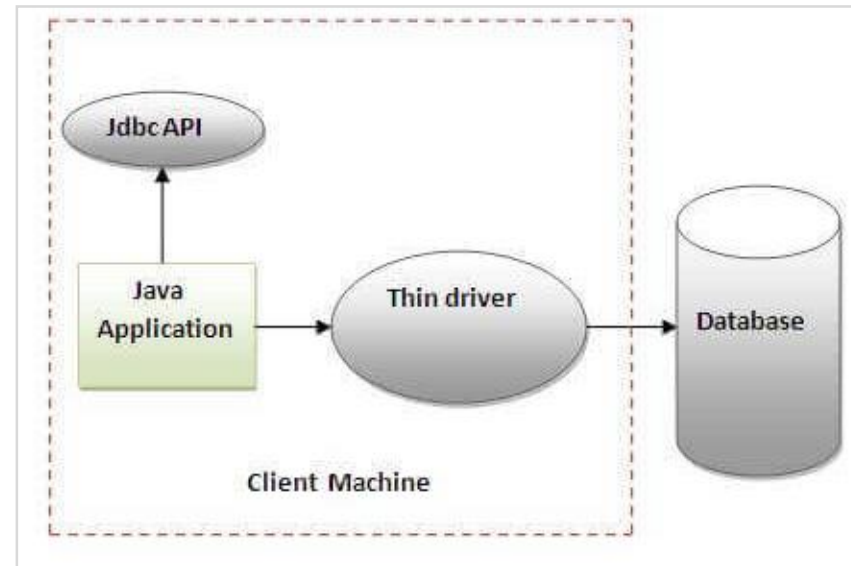 Jdbc API
Java
Application
Thin driver
Database
Client Machine